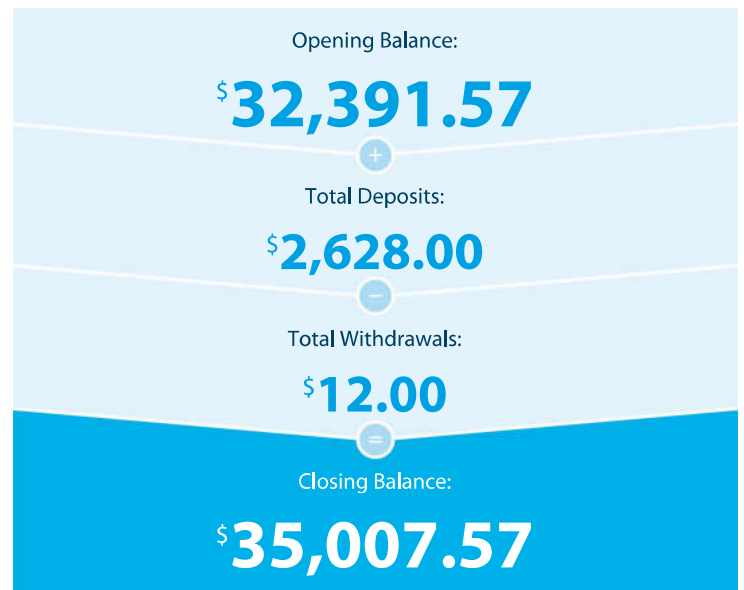 Opening Balance:
$32,391.57
+
Total Deposits:
$2,628.00
−
Total Withdrawals:
$12.00
=
Closing Balance:
$35,007.57